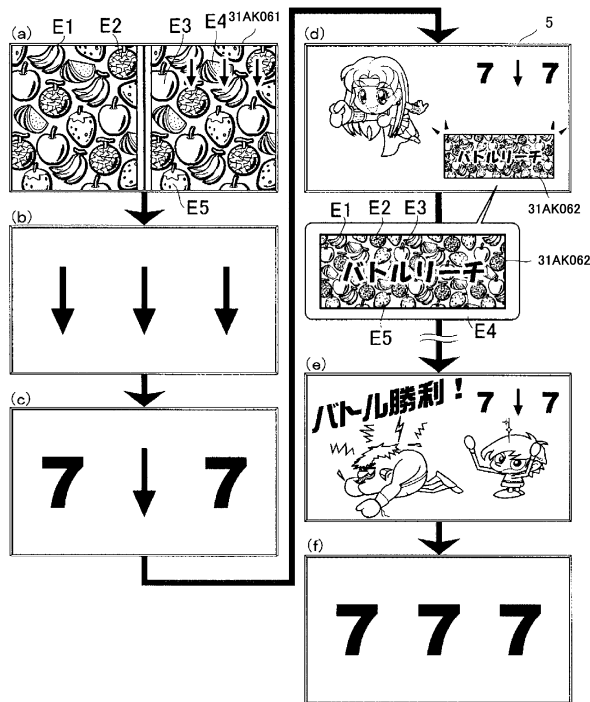 (a)
E1 E2 E3 E4 31AK061
E5
(b)
(c)
7 7
(d)
5
7 7
バトルリーチ
31AK062
E1 E2 E3
バトルリーチ
31AK062
E5 E4
(e)
バトル勝利!
7 7
(f)
7 7 7